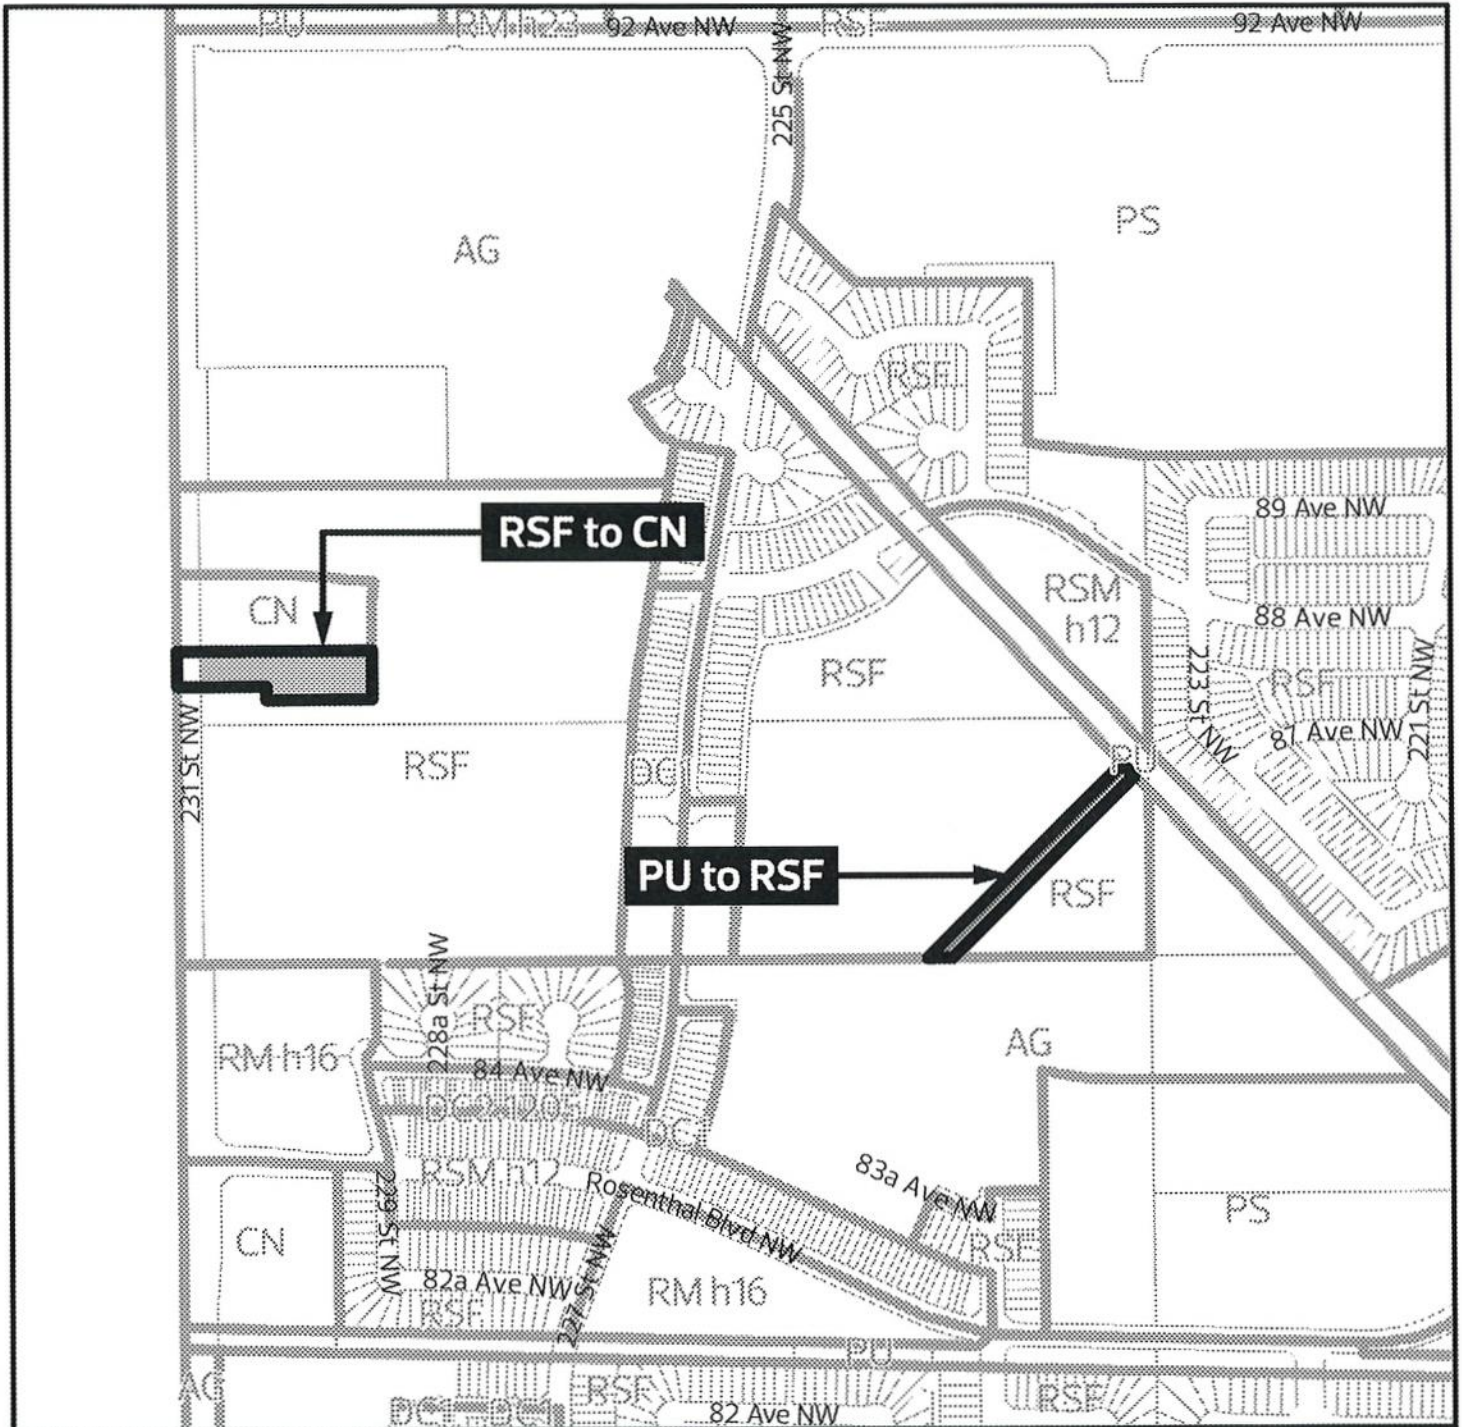 PU
RM h23
92 Ave NW
RSF
92 Ave NW
225 St NW
PS
AG
RSF
RSF to CN
89 Ave NW
RSM
h12
CN
88 Ave NW
RSF
223 St NW
RSF
221 St NW
87 Ave NW
231 St NW
RSF
DC
PU
PU to RSF
RSF
228a St NW
RSF
RM h16
AG
84 Ave NW
DC2 1205
DC
RSM h12
83a Ave NW
229 St NW
Rosenthal Blvd NW
PS
CN
RSF
82a Ave NW
RM h16
RSF
227 St NW
PU
AG
RSF
RSF
DC1
DC1
82 Ave NW